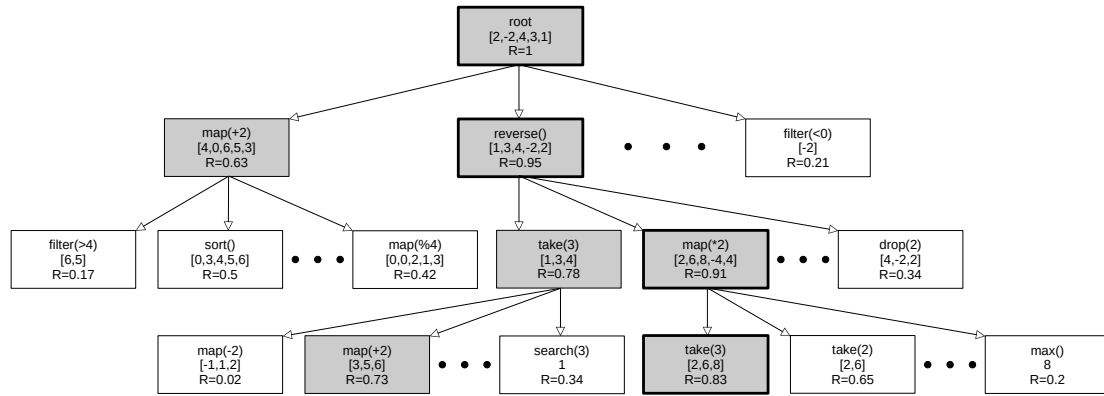 root
[2,-2,4,3,1]
R=1
map(+2)
[4,0,6,5,3]
R=0.63
reverse()
[1,3,4,-2,2]
R=0.95
filter(<0)
[-2]
R=0.21
filter(>4)
[6,5]
R=0.17
sort()
[0,3,4,5,6]
R=0.5
map(%4)
[0,0,2,1,3]
R=0.42
take(3)
[1,3,4]
R=0.78
map(*2)
[2,6,8,-4,4]
R=0.91
drop(2)
[4,-2,2]
R=0.34
map(-2)
[-1,1,2]
R=0.02
map(+2)
[3,5,6]
R=0.73
search(3)
1
R=0.34
take(3)
[2,6,8]
R=0.83
take(2)
[2,6]
R=0.65
max()
8
R=0.2